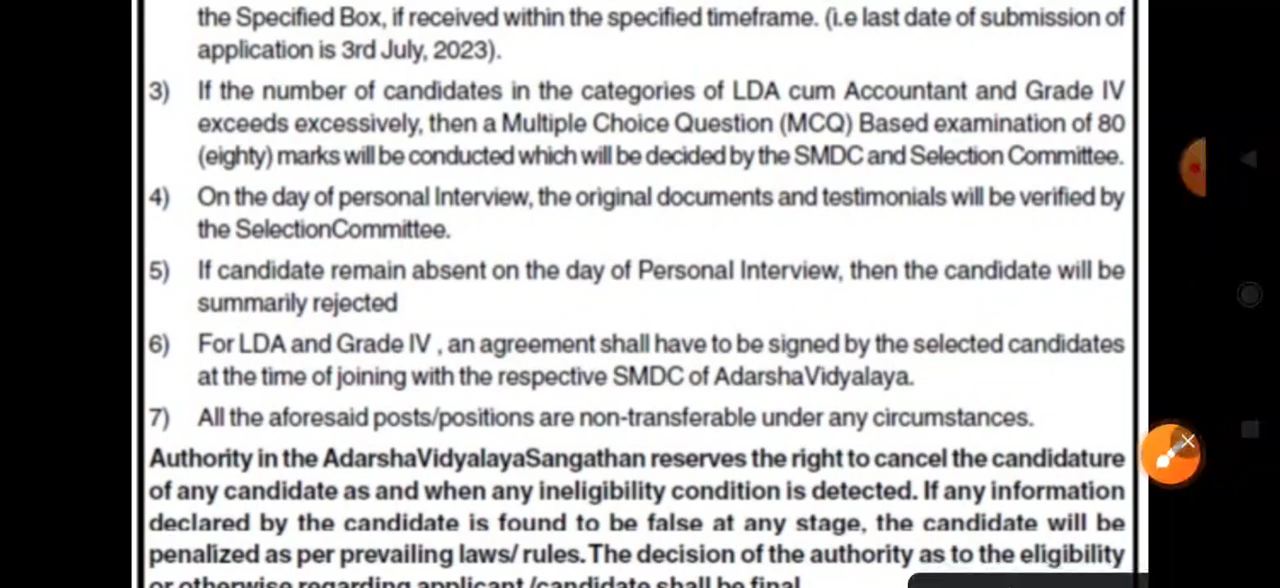 the Specified Box, if received within the specified timeframe. (i.e last date of submission of
application is 3rd July, 2023).
3) If the number of candidates in the categories of LDA cum Accountant and Grade IV
exceeds excessively, then a Multiple Choice Question (MCQ) Based examination of 80
(eighty) marks will be conducted which will be decided by the SMDC and Selection Committee.
4) On the day of personal Interview, the original documents and testimonials will be verified by
the SelectionCommittee.
5) If candidate remain absent on the day of Personal Interview, then the candidate will be
summarily rejected
6) For LDA and Grade IV , an agreement shall have to be signed by the selected candidates
at the time of joining with the respective SMDC of AdarshaVidyalaya.
7) All the aforesaid posts/positions are non-transferable under any circumstances.
Authority in the AdarshaVidyalayaSangathan reserves the right to cancel the candidature
of any candidate as and when any ineligibility condition is detected. If any information
declared by the candidate is found to be false at any stage, the candidate will be
penalized as per prevailing laws/ rules.The decision of the authority as to the eligibility
or otherwise regarding applicant /candidate shall be final